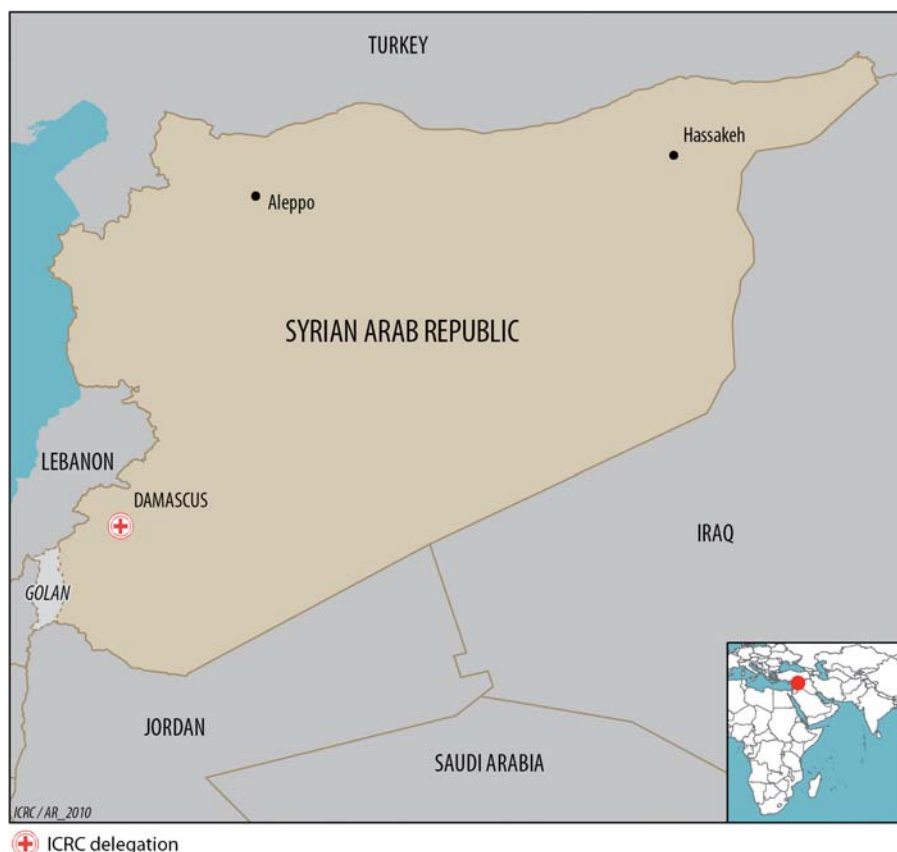 TURKEY
Hassakeh
Aleppo
SYRIAN ARAB REPUBLIC
LEBANON
DAMASCUS
IRAQ
GOLAN
JORDAN
SAUDI ARABIA
ICRC / AR_2010
ICRC delegation